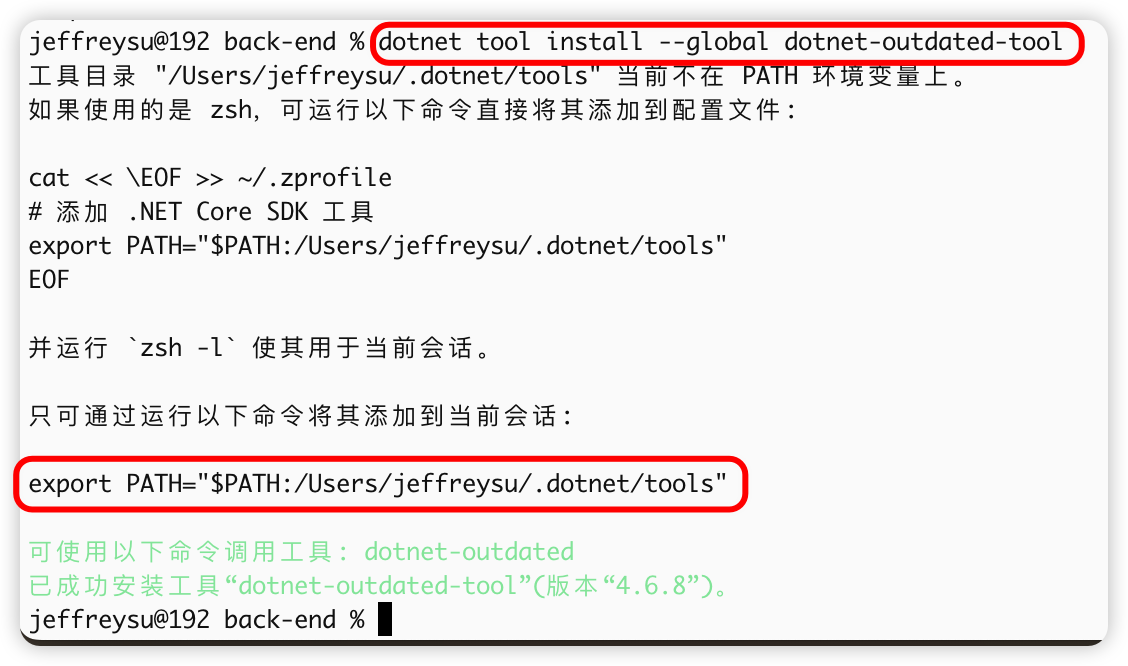 jeffreysu@192 back-end % dotnet tool install --global dotnet-outdated-tool
工具目录 "/Users/jeffreysu/.dotnet/tools" 当前不在 PATH 环境变量上。
如果使用的是 zsh，可运行以下命令直接将其添加到配置文件：
cat << \EOF >> ~/.zprofile
# 添加 .NET Core SDK 工具
export PATH="$PATH:/Users/jeffreysu/.dotnet/tools"
EOF
并运行 `zsh -l` 使其用于当前会话。
只可通过运行以下命令将其添加到当前会话：
export PATH="$PATH:/Users/jeffreysu/.dotnet/tools"
可使用以下命令调用工具：dotnet-outdated
已成功安装工具“dotnet-outdated-tool”(版本“4.6.8”)。
jeffreysu@192 back-end %